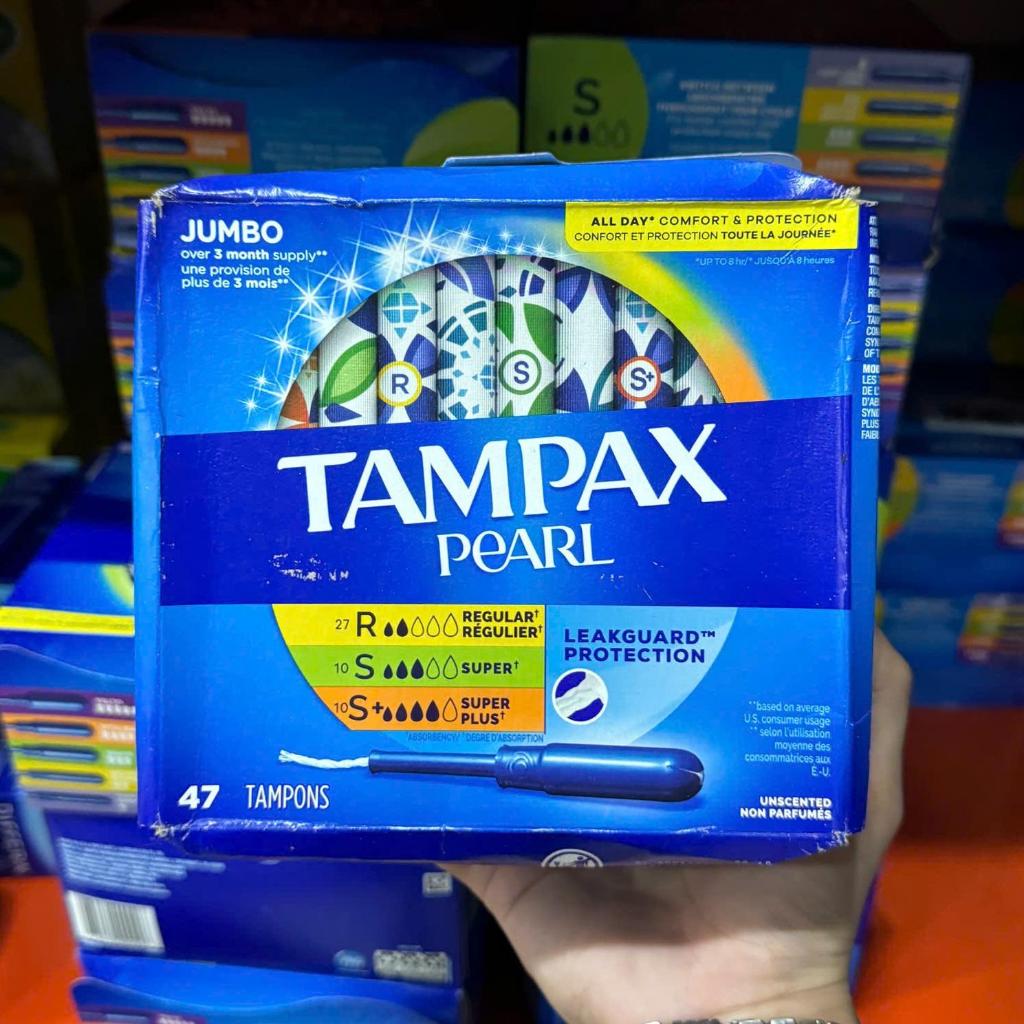 S
JUMBO
over 3 month supply**
une provision de
plus de 3 mois**
ALL DAY* COMFORT & PROTECTION
CONFORT ET PROTECTION TOUTE LA JOURNÉE*
*UP TO 8 hr/* JUSQU'À 8 heures
R
S
S+
TAMPAX
PEARL
27 R REGULAR†
RÉGULIER†
10 S SUPER†
10 S+ SUPER
PLUS†
†ABSORBENCY/ †DEGRÉ D'ABSORPTION
LEAKGUARD™
PROTECTION
**based on average
U.S. consumer usage
**selon l'utilisation
moyenne des
consommatrices aux
É.-U.
47 TAMPONS
UNSCENTED
NON PARFUMÉS